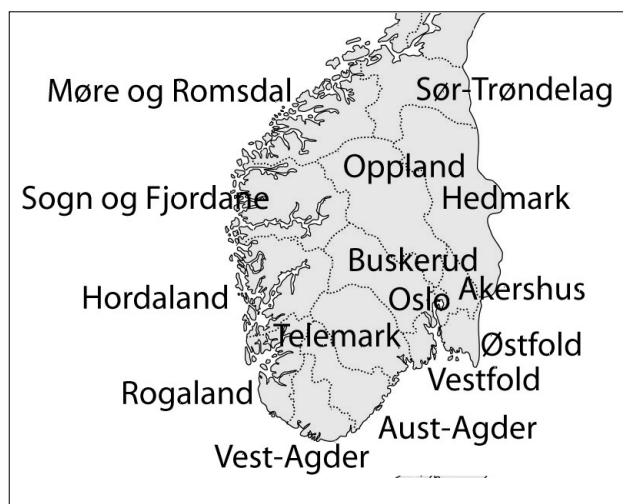 Møre og Romsdal
Sør-Trøndelag
Oppland
Sogn og Fjordane
Hedmark
Buskerud
Akershus
Hordaland
Oslo
Telemark
Østfold
Rogaland
Vestfold
Aust-Agder
Vest-Agder